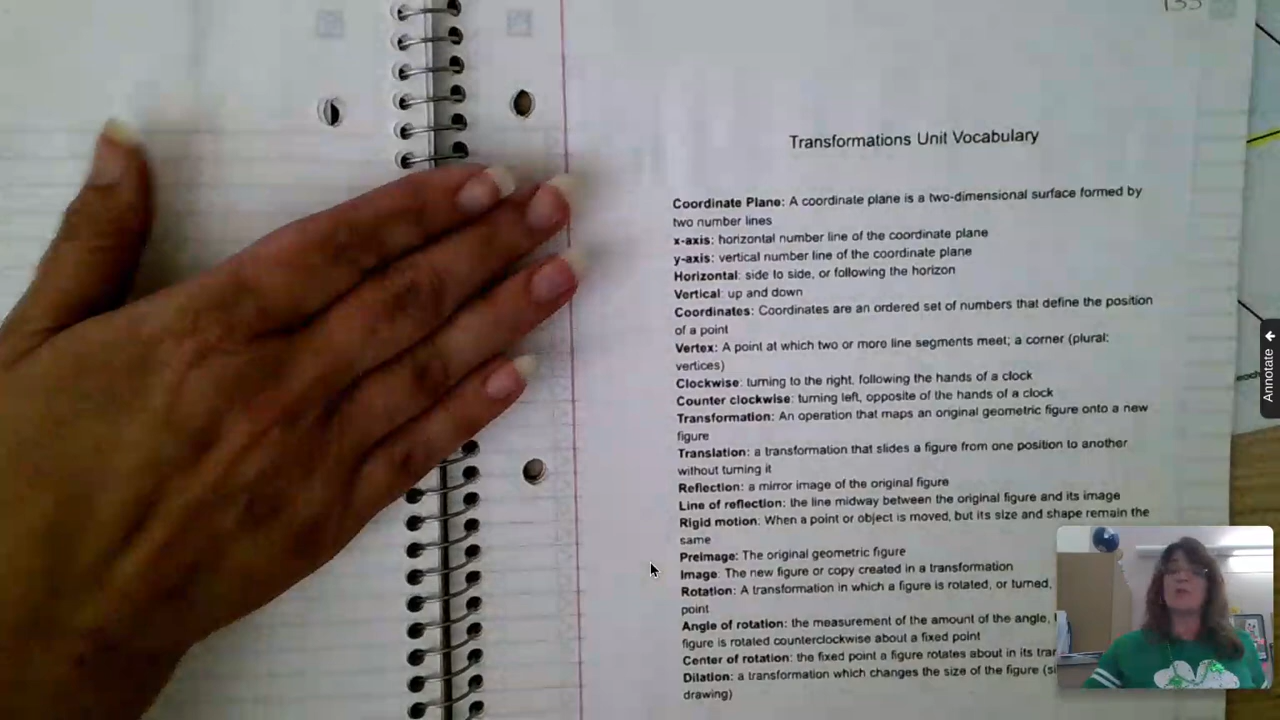 133
Transformations Unit Vocabulary
Coordinate Plane: A coordinate plane is a two-dimensional surface formed by
two number lines
x-axis: horizontal number line of the coordinate plane
y-axis: vertical number line of the coordinate plane
Horizontal: side to side, or following the horizon
Vertical: up and down
Coordinates: Coordinates are an ordered set of numbers that define the position
of a point
Vertex: A point at which two or more line segments meet; a corner (plural:
vertices)
Clockwise: turning to the right, following the hands of a clock
Counter clockwise: turning left, opposite of the hands of a clock
Transformation: An operation that maps an original geometric figure onto a new
figure
Translation: a transformation that slides a figure from one position to another
without turning it
Reflection: a mirror image of the original figure
Line of reflection: the line midway between the original figure and its image
Rigid motion: When a point or object is moved, but its size and shape remain the
same
Preimage: The original geometric figure
Image: The new figure or copy created in a transformation
Rotation: A transformation in which a figure is rotated, or turned,
point
Angle of rotation: the measurement of the amount of the angle,
figure is rotated counterclockwise about a fixed point
Center of rotation: the fixed point a figure rotates about in its
Dilation: a transformation which changes the size of the figure
drawing)
Annotate